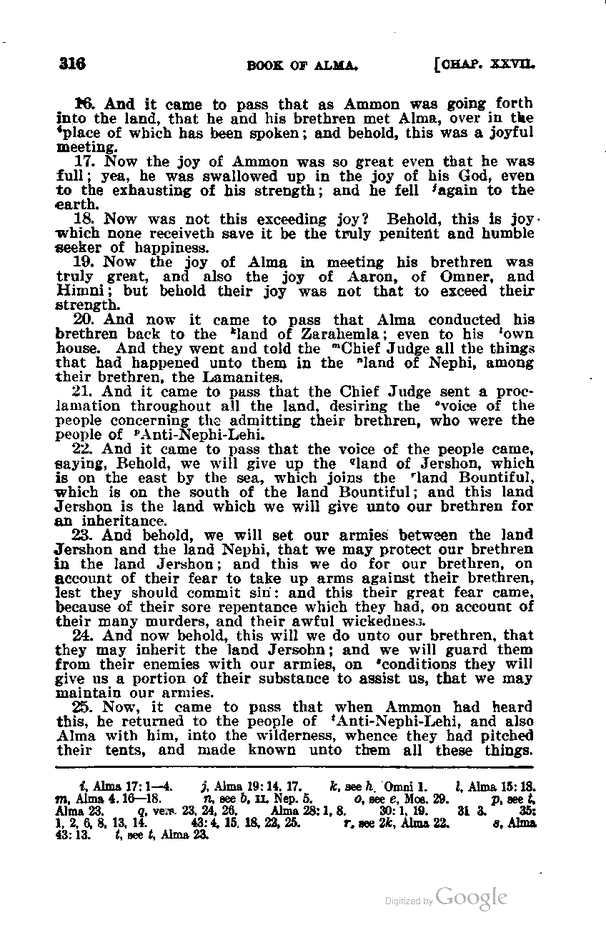 316 BOOK OF ALMA. [CHAP. XXVII.
16. And it came to pass that as Ammon was going forth
into the land, that he and his brethren met Alma, over in the
place of which has been spoken; and behold, this was a joyful
meeting.
17. Now the joy of Ammon was so great even that he was
full; yea, he was swallowed up in the joy of his God, even
to the exhausting of his strength; and he fell ʲagain to the
earth.
18. Now was not this exceeding joy? Behold, this is joy
which none receiveth save it be the truly penitent and humble
seeker of happiness.
19. Now the joy of Alma in meeting his brethren was
truly great, and also the joy of Aaron, of Omner, and
Himni; but behold their joy was not that to exceed their
strength.
20. And now it came to pass that Alma conducted his
brethren back to the ᵏland of Zarahemla; even to his ˡown
house. And they went and told the ᵐChief Judge all the things
that had happened unto them in the ⁿland of Nephi, among
their brethren, the Lamanites.
21. And it came to pass that the Chief Judge sent a proc-
lamation throughout all the land, desiring the ᵒvoice of the
people concerning the admitting their brethren, who were the
people of ᵖAnti-Nephi-Lehi.
22. And it came to pass that the voice of the people came,
saying, Behold, we will give up the qland of Jershon, which
is on the east by the sea, which joins the ʳland Bountiful,
which is on the south of the land Bountiful; and this land
Jershon is the land which we will give unto our brethren for
an inheritance.
23. And behold, we will set our armies between the land
Jershon and the land Nephi, that we may protect our brethren
in the land Jershon; and this we do for our brethren, on
account of their fear to take up arms against their brethren,
lest they should commit sin: and this their great fear came,
because of their sore repentance which they had, on account of
their many murders, and their awful wickedness.
24. And now behold, this will we do unto our brethren, that
they may inherit the land Jersohn; and we will guard them
from their enemies with our armies, on ˢconditions they will
give us a portion of their substance to assist us, that we may
maintain our armies.
25. Now, it came to pass that when Ammon had heard
this, he returned to the people of ᵗAnti-Nephi-Lehi, and also
Alma with him, into the wilderness, whence they had pitched
their tents, and made known unto them all these things.
i, Alma 17: 1—4. j, Alma 19: 14, 17. k, see h, Omni 1. l, Alma 15: 18.
m, Alma 4. 16—18. n, see b, II. Nep. 5. o, see e, Mos. 29. p, see t,
Alma 23. q, vers. 23, 24, 26. Alma 28: 1, 8. 30: 1, 19. 31 3. 35:
1, 2, 6, 8, 13, 14. 43: 4, 15, 18, 22, 25. r, see 2k, Alma 22. s, Alma
43: 13. t, see t, Alma 23.
Digitized by Google